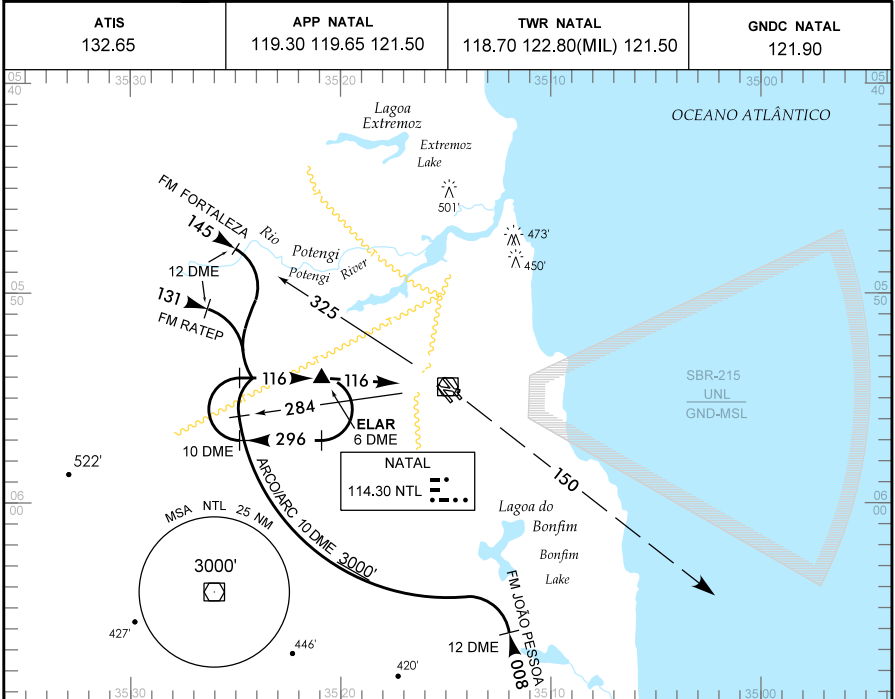 ATIS
132.65
APP NATAL
119.30 119.65 121.50
TWR NATAL
118.70 122.80(MIL) 121.50
GNDC NATAL
121.90
05
40
35:30
35:20
35:10
35:00
05
40
Lagoa
Extremoz
Extremoz
Lake
OCEANO ATLÂNTICO
501'
473'
450'
FM FORTALEZA
145
Rio
Potengi
Potengi River
12 DME
131
FM RATEP
325
05
50
05
50
116
116
284
ELAR
6 DME
296
10 DME
SBR-215
UNL
GND-MSL
NATAL
114.30 NTL
150
522'
06
00
06
00
ARCO/ARC 10 DME 3000'
Lagoa do
Bonfim
Bonfim
Lake
MSA NTL 25 NM
3000'
427'
446'
420'
FM JOÃO PESSOA
12 DME
008
35:30
35:20
35:10
35:00